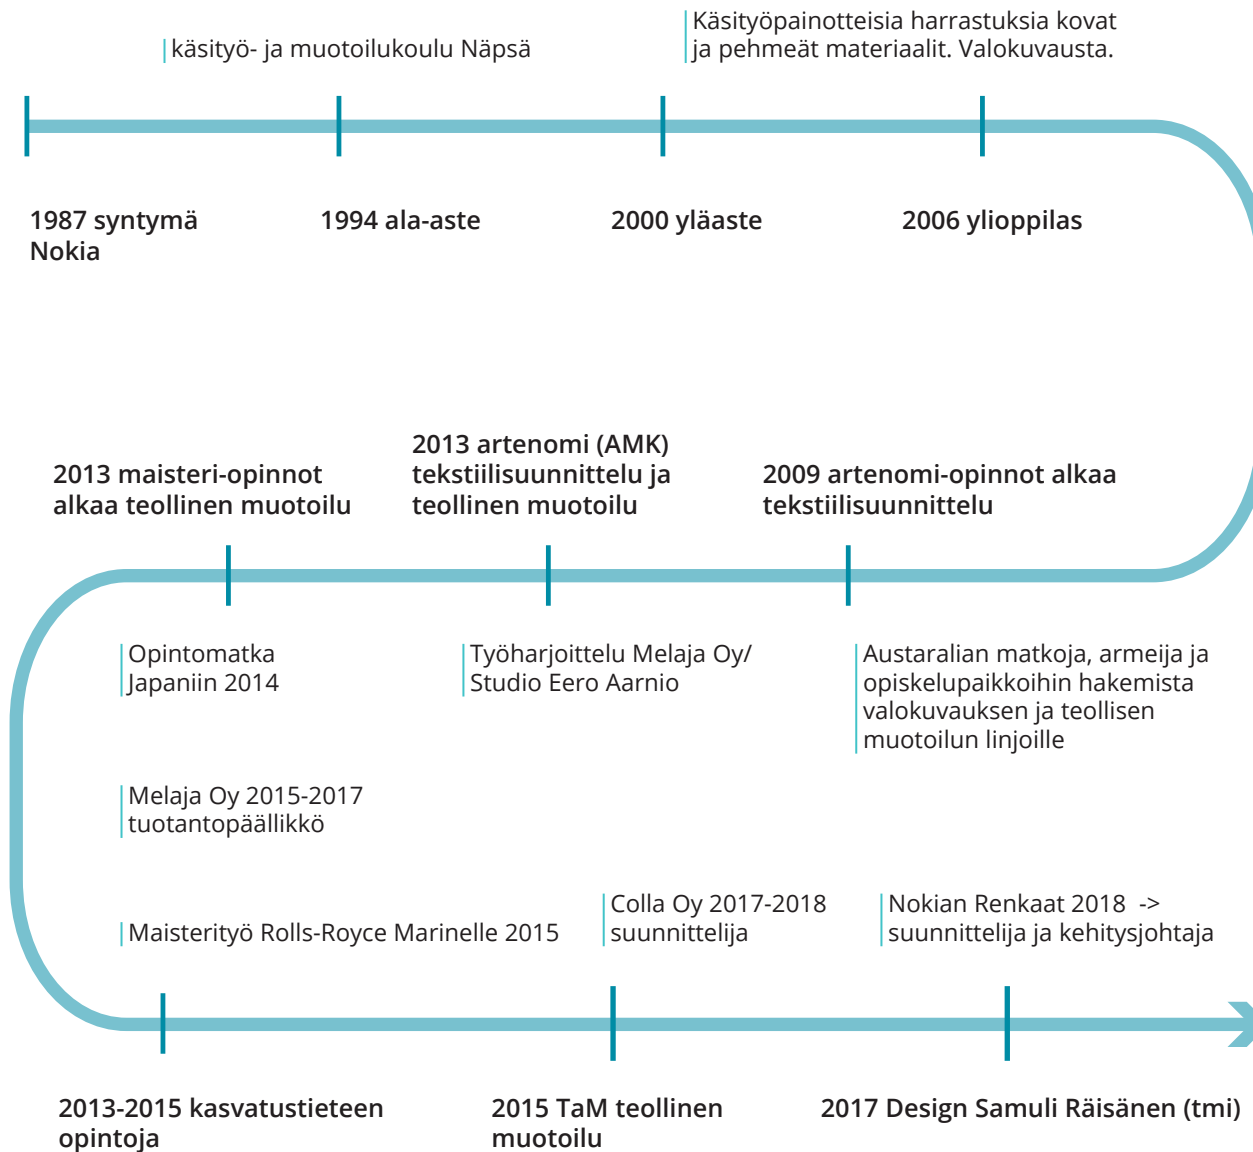 käsityö- ja muotoilukoulu Näpsä
Käsityöpainotteisia harrastuksia kovat
ja pehmeät materiaalit. Valokuvausta.
1987 syntymä
Nokia
1994 ala-aste
2000 yläaste
2006 ylioppilas
2013 maisteri-opinnot
alkaa teollinen muotoilu
2013 artenomi (AMK)
tekstiilisuunnittelu ja
teollinen muotoilu
2009 artenomi-opinnot alkaa
tekstiilisuunnittelu
Opintomatka
Japaniin 2014
Työharjoittelu Melaja Oy/
Studio Eero Aarnio
Austaralian matkoja, armeija ja
opiskelupaikkoihin hakemista
valokuvauksen ja teollisen
muotoilun linjoille
Melaja Oy 2015-2017
tuotantopäällikkö
Maisterityö Rolls-Royce Marinelle 2015
Colla Oy 2017-2018
suunnittelija
Nokian Renkaat 2018 ->
suunnittelija ja kehitysjohtaja
2013-2015 kasvatustieteen
opintoja
2015 TaM teollinen
muotoilu
2017 Design Samuli Räisänen (tmi)